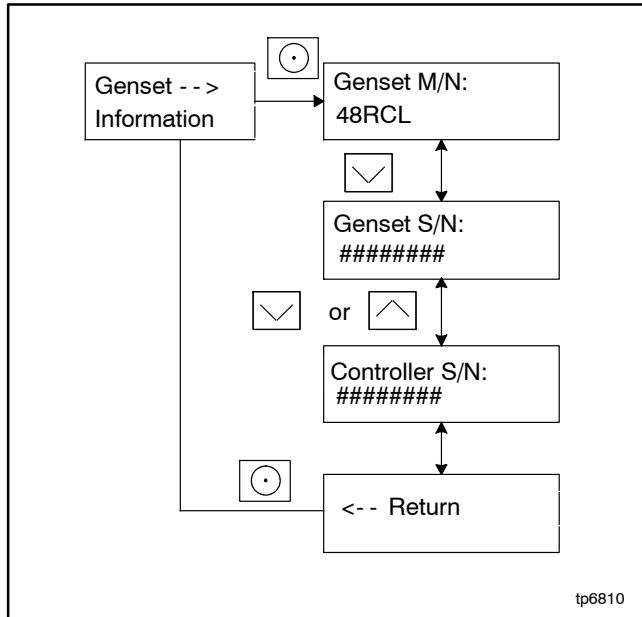 Genset - - >
Information
Genset M/N:
48RCL
Genset S/N:
########
or
Controller S/N:
########
<- - Return
tp6810